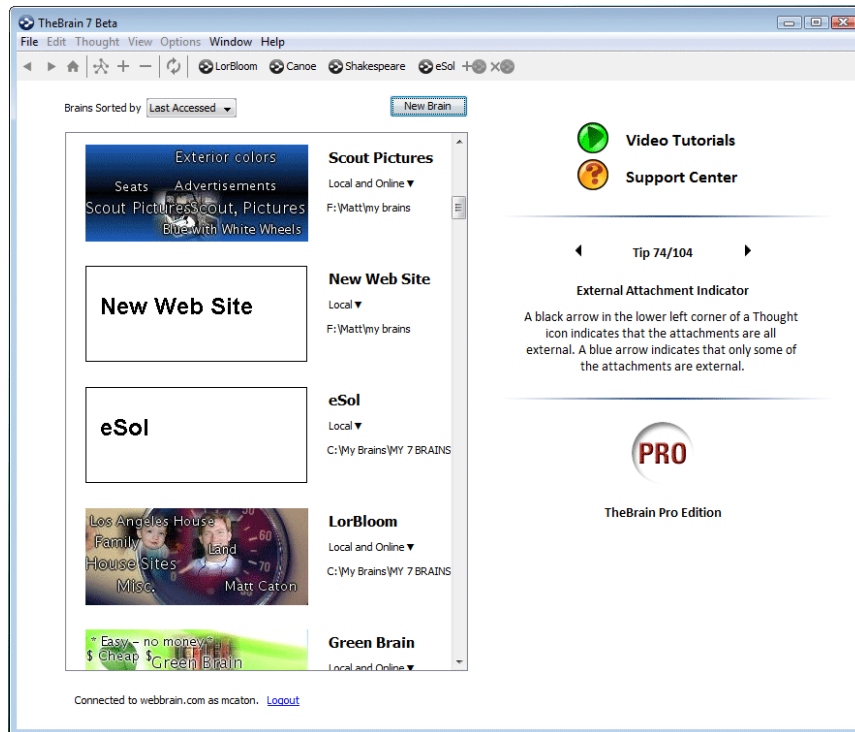 TheBrain 7 Beta
File Edit Thought View Options Window Help
LorBloom Canoe Shakespeare eSol
Brains Sorted by Last Accessed New Brain
Exterior colors
Seats Advertisements
Scout Pictures Scout, Pictures
Blue with White Wheels
Scout Pictures
Local and Online ▼
F:\Matt\my brains
New Web Site
New Web Site
Local ▼
F:\Matt\my brains
eSol
eSol
Local ▼
C:\My Brains\MY 7 BRAINS
Los Angeles House
Family
Land
House Sites
Misc.
Matt Caton
60
70
LorBloom
Local and Online ▼
C:\My Brains\MY 7 BRAINS
* Easy – no money *
$ Cheap $
Green Brain
Green Brain
Local and Online ▼
Connected to webbrain.com as mcaton. Logout
Video Tutorials
Support Center
Tip 74/104
External Attachment Indicator
A black arrow in the lower left corner of a Thought
icon indicates that the attachments are all
external. A blue arrow indicates that only some of
the attachments are external.
PRO
TheBrain Pro Edition